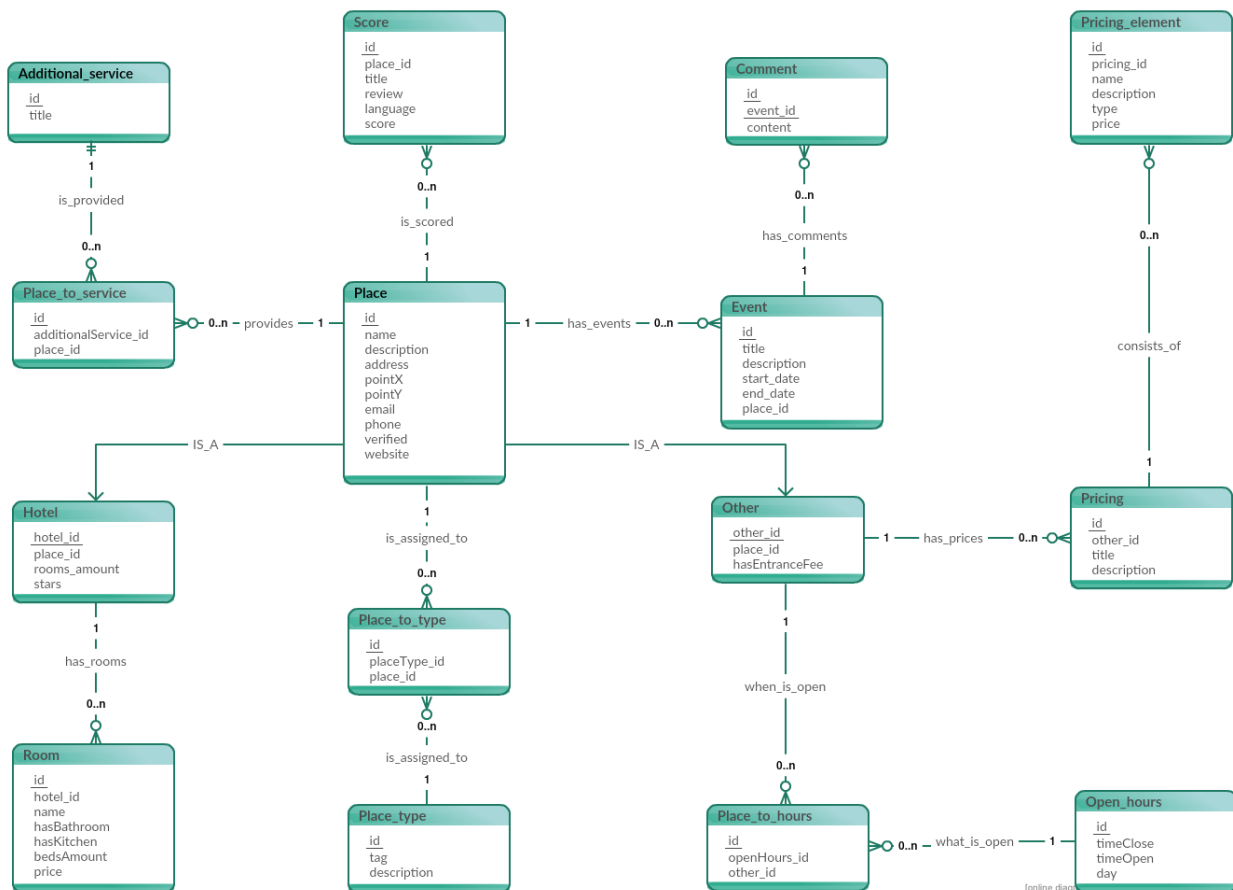 Score
id
place_id
title
review
language
score
Pricing_element
id
pricing_id
name
description
type
price
Additional_service
id
title
Comment
id
event_id
content
1
is_provided
0..n
0..n
is_scored
1
0..n
has_comments
1
0..n
consists_of
1
Place_to_service
id
additionalService_id
place_id
0..n
provides
1
Place
id
name
description
address
pointX
pointY
email
phone
verified
website
1
has_events
0..n
Event
id
title
description
start_date
end_date
place_id
IS_A
IS_A
Hotel
hotel_id
place_id
rooms_amount
stars
1
is_assigned_to
0..n
Other
other_id
place_id
hasEntranceFee
1
has_prices
0..n
Pricing
id
other_id
title
description
1
has_rooms
0..n
Place_to_type
id
placeType_id
place_id
0..n
is_assigned_to
1
1
when_is_open
0..n
Room
id
hotel_id
name
hasBathroom
hasKitchen
bedsAmount
price
Place_type
id
tag
description
Place_to_hours
id
openHours_id
other_id
0..n
what_is_open
1
Open_hours
id
timeClose
timeOpen
day
[online